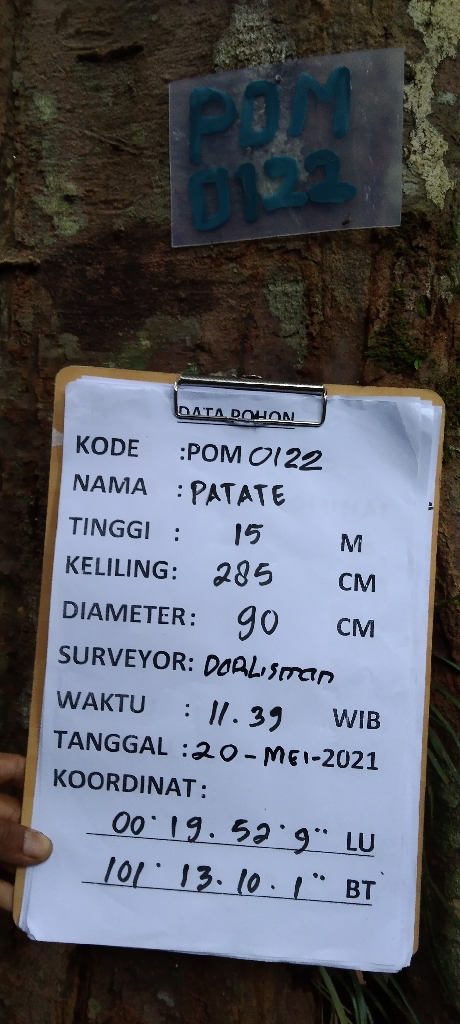 POM
0122
DATA POHON
KODE :POM 0122
NAMA : PATATE
TINGGI : 15 M
KELILING: 285 CM
DIAMETER: 90 CM
SURVEYOR: DORLisman
WAKTU : 11.39 WIB
TANGGAL : 20 - MEI-2021
KOORDINAT:
00° 19. 52' 9" LU
101° 13. 10. 1" BT